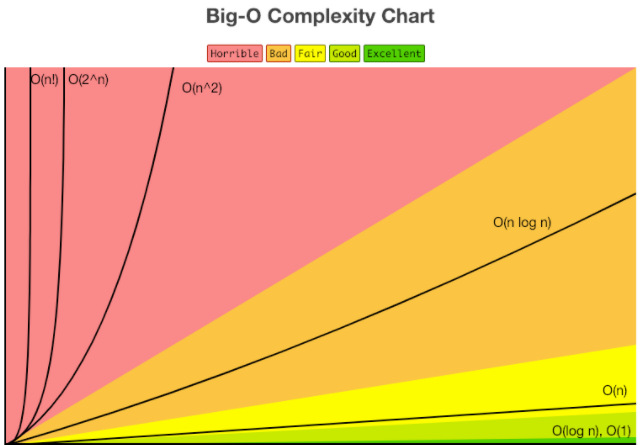 Big-O Complexity Chart
Horrible Bad Fair Good Excellent
O(n!) O(2^n) O(n^2)
O(n log n)
O(n)
O(log n), O(1)